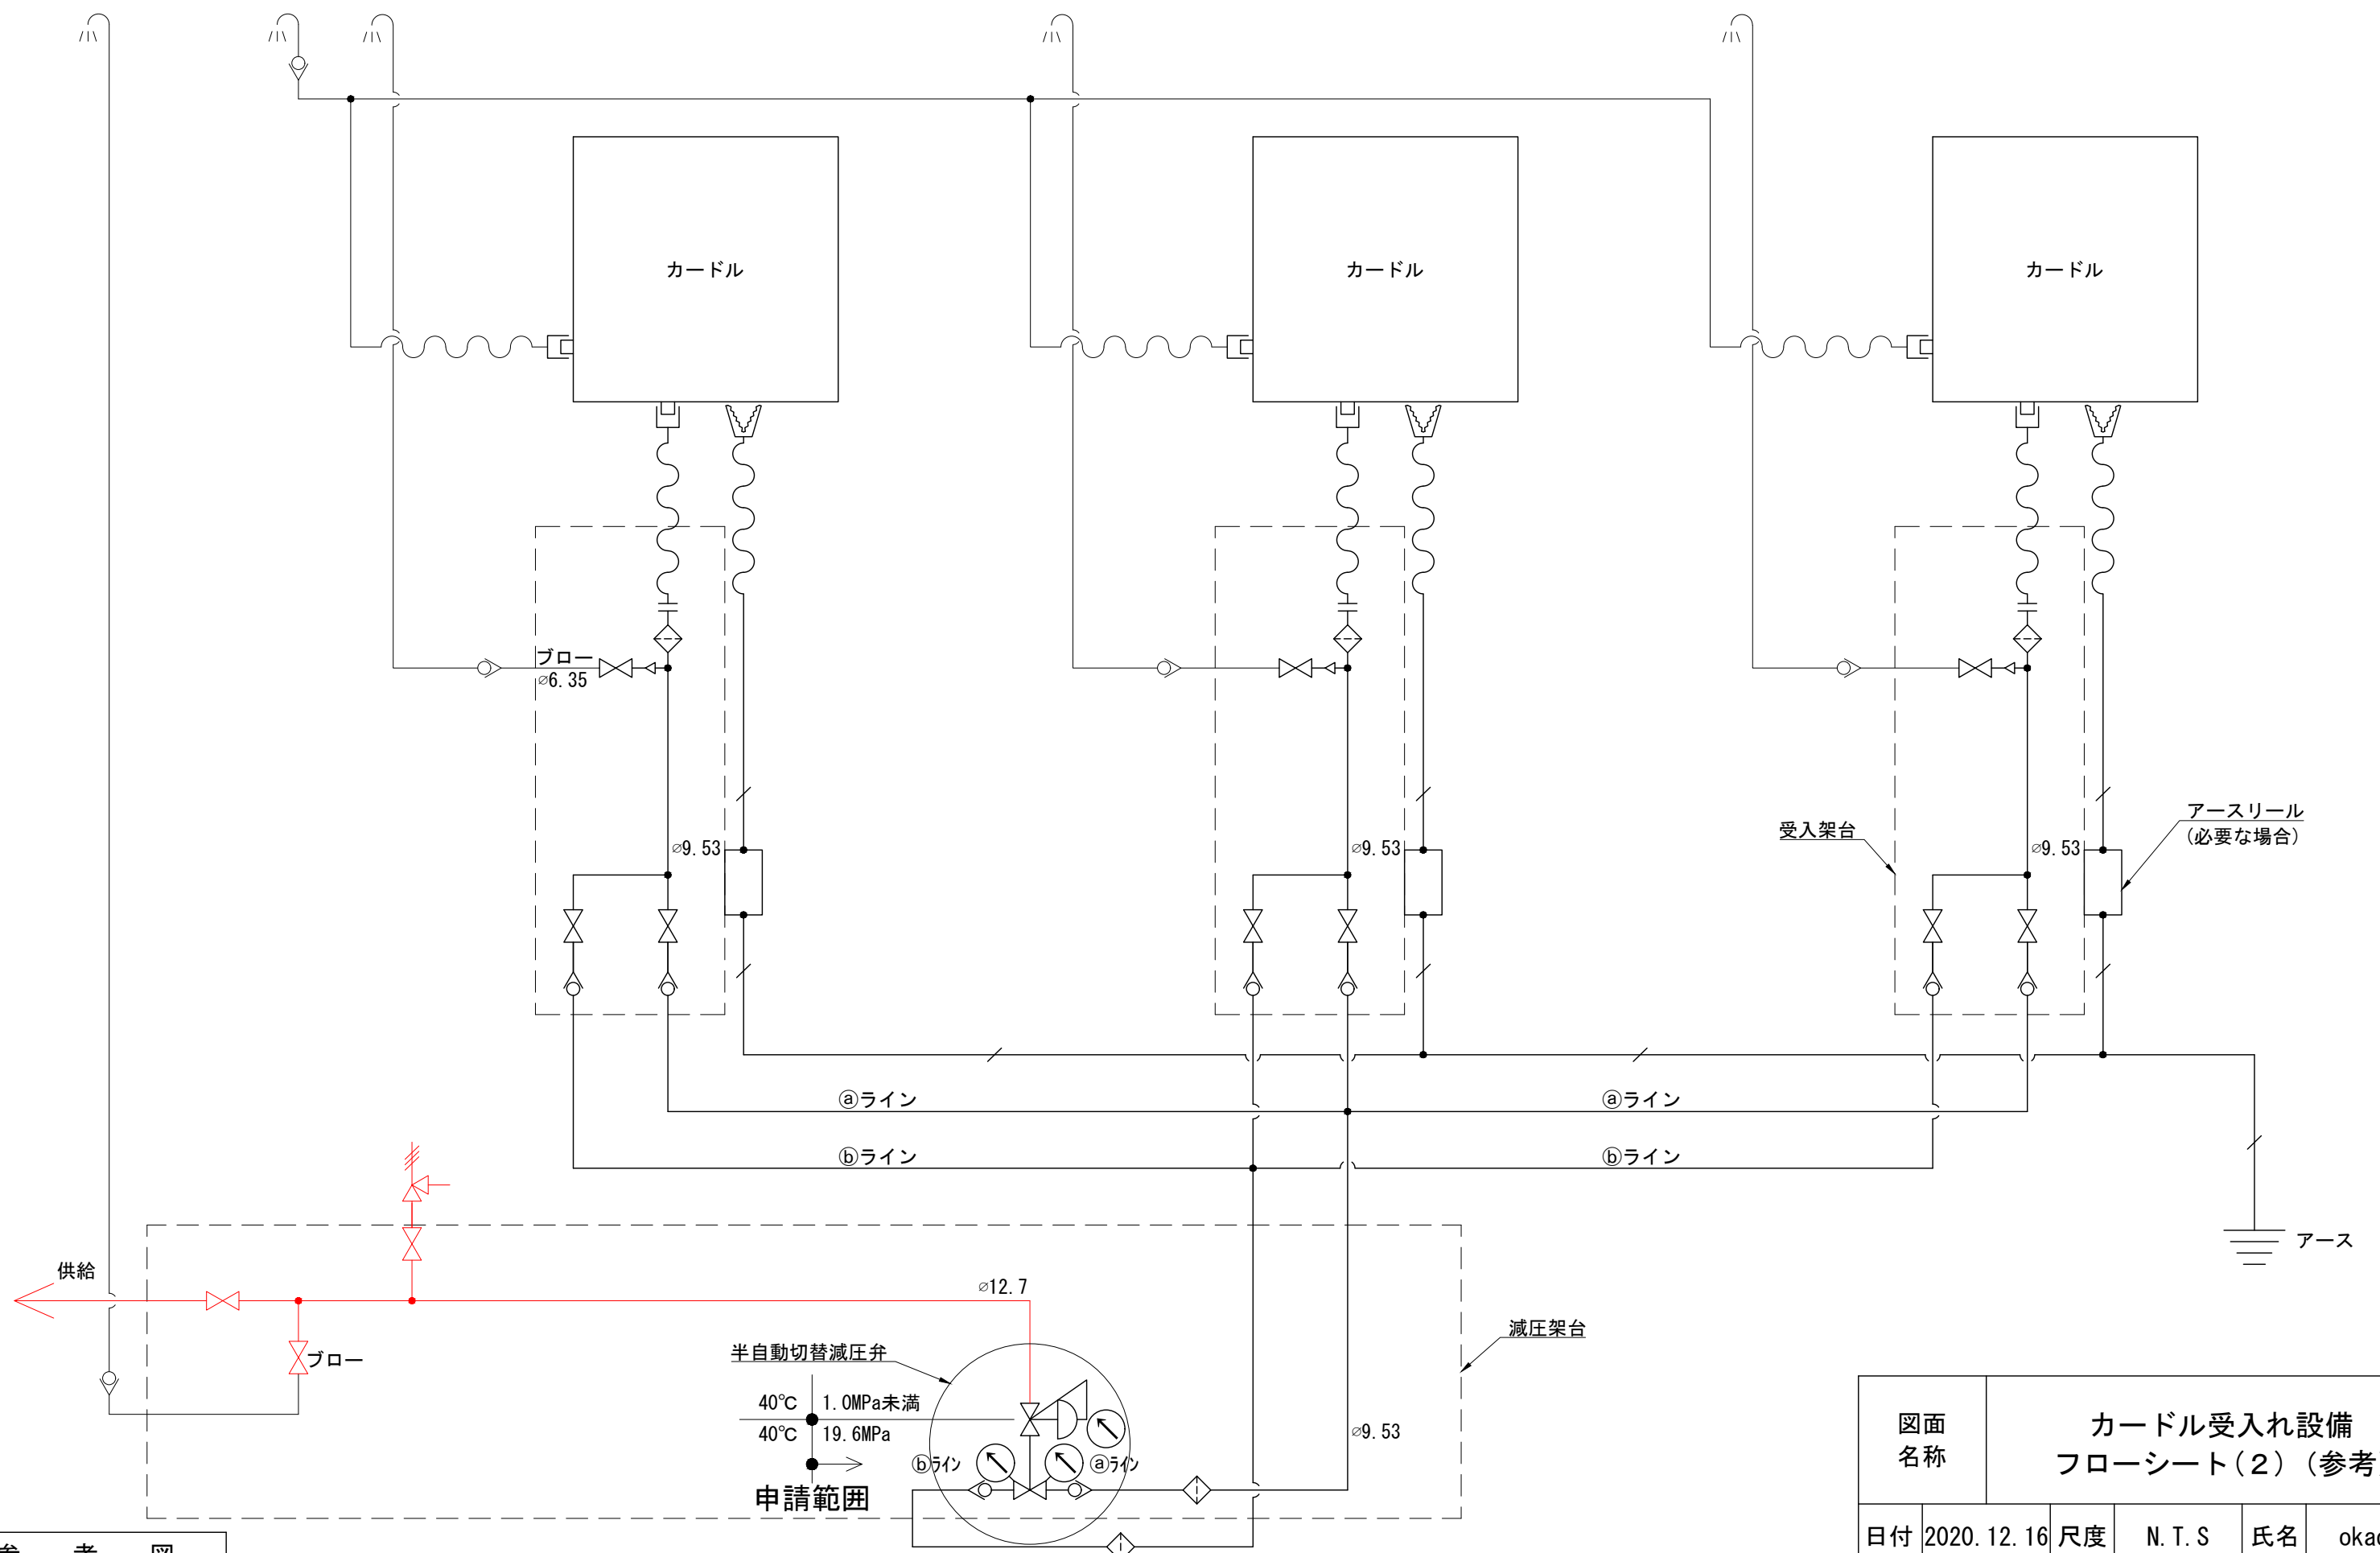 カードル
カードル
カードル
ブロー
⌀6.35
⌀9.53
⌀9.53
⌀9.53
受入架台
アースリール
(必要な場合)
ⓐライン
ⓐライン
ⓑライン
ⓑライン
アース
供給
⌀12.7
ブロー
減圧架台
半自動切替減圧弁
40℃ 1.0MPa未満
40℃ 19.6MPa
⌀9.53
ⓑライン
ⓐライン
申請範囲
図面
名称
カードル受入れ設備
フローシート(2)(参考
日付 2020.12.16 尺度 N.T.S 氏名
参考図